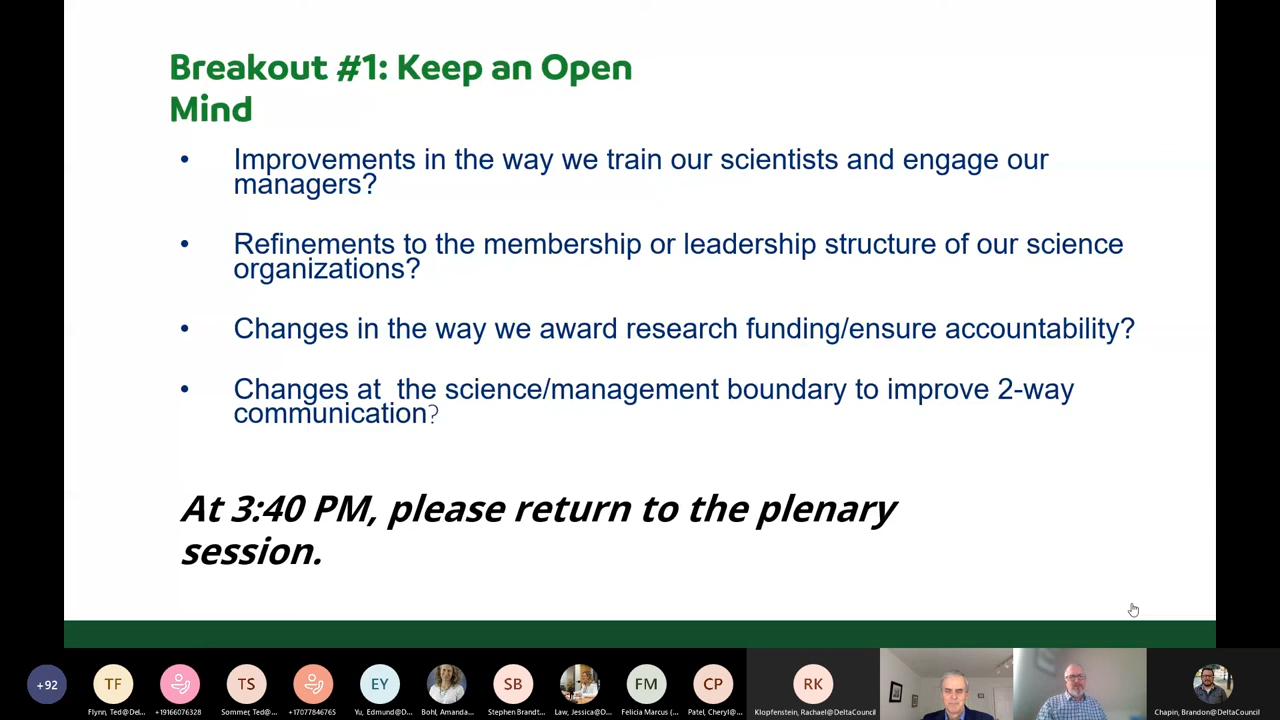 Breakout #1: Keep an Open
Mind
• Improvements in the way we train our scientists and engage our
managers?
• Refinements to the membership or leadership structure of our science
organizations?
• Changes in the way we award research funding/ensure accountability?
• Changes at  the science/management boundary to improve 2-way
communication?
At 3:40 PM, please return to the plenary
session.
+92 TF TS EY SB FM CP RK
Flynn, Ted@Del... +19166076328 Sommer, Ted@... +17077846765 Yu, Edmund@D... Bohl, Amanda... Stephen Brandt... Law, Jessica@D... Felicia Marcus (... Patel, Cheryl@... Klopfenstein, Rachael@DeltaCouncil Chapin, Brandon@DeltaCouncil